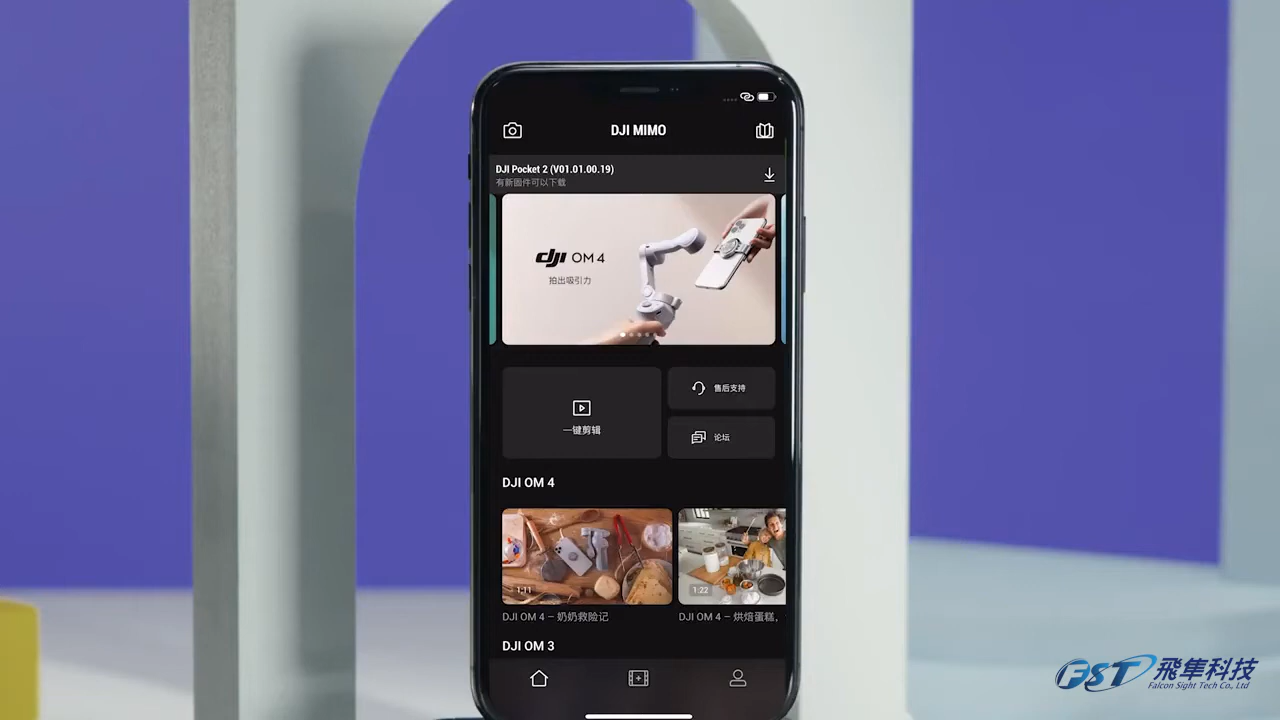 DJI MIMO
DJI Pocket 2 (V01.01.00.19)
有新固件可以下载
dji OM 4
拍出吸引力
一键剪辑
售后支持
论坛
DJI OM 4
1:11
1:22
DJI OM 4 – 奶奶救险记
DJI OM 4 – 烘焙蛋糕，
DJI OM 3
FST 飛隼科技
Falcon Sight Tech Co., Ltd